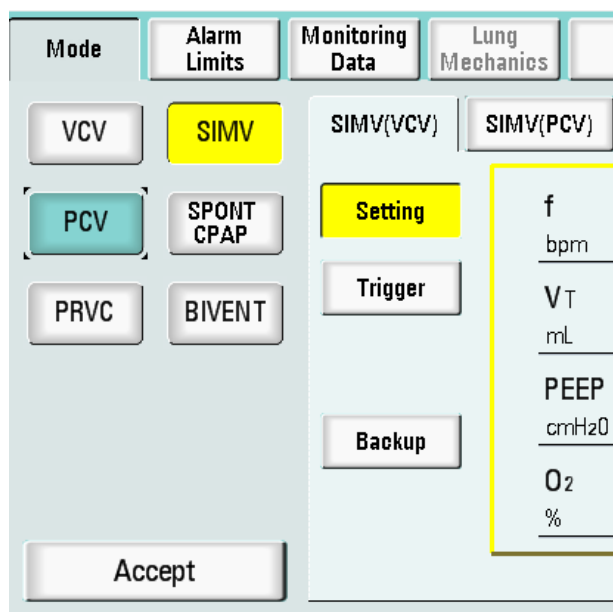 Mode
Alarm
Limits
Monitoring
Data
Lung
Mechanics
VCV
SIMV
PCV
SPONT
CPAP
PRVC
BIVENT
Accept
SIMV(VCV)
SIMV(PCV)
Setting
Trigger
Backup
f
bpm
VT
mL
PEEP
cmH2O
O2
%